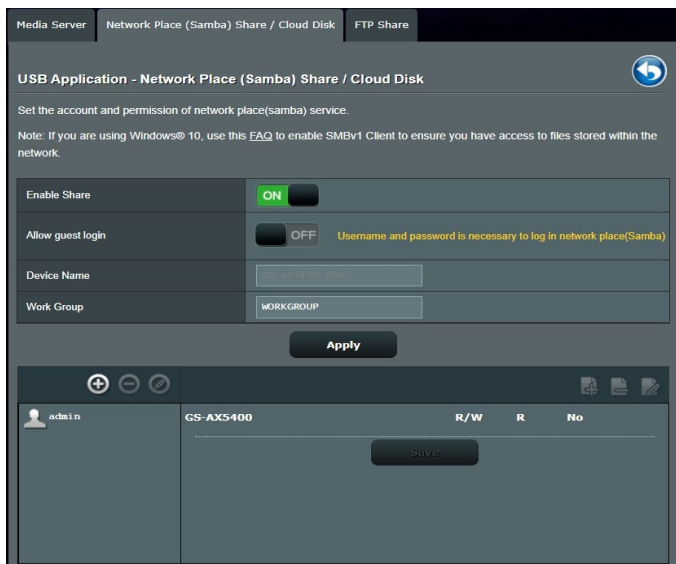 Media Server
Network Place (Samba) Share / Cloud Disk
FTP Share
USB Application - Network Place (Samba) Share / Cloud Disk
Set the account and permission of network place(samba) service.
Note: If you are using Windows® 10, use this FAQ to enable SMBv1 Client to ensure you have access to files stored within the
network.
Enable Share
ON
Allow guest login
OFF
Username and password is necessary to log in network place(Samba)
Device Name
Work Group
WORKGROUP
Apply
admin
GS-AX5400
R/W
R
No
Save